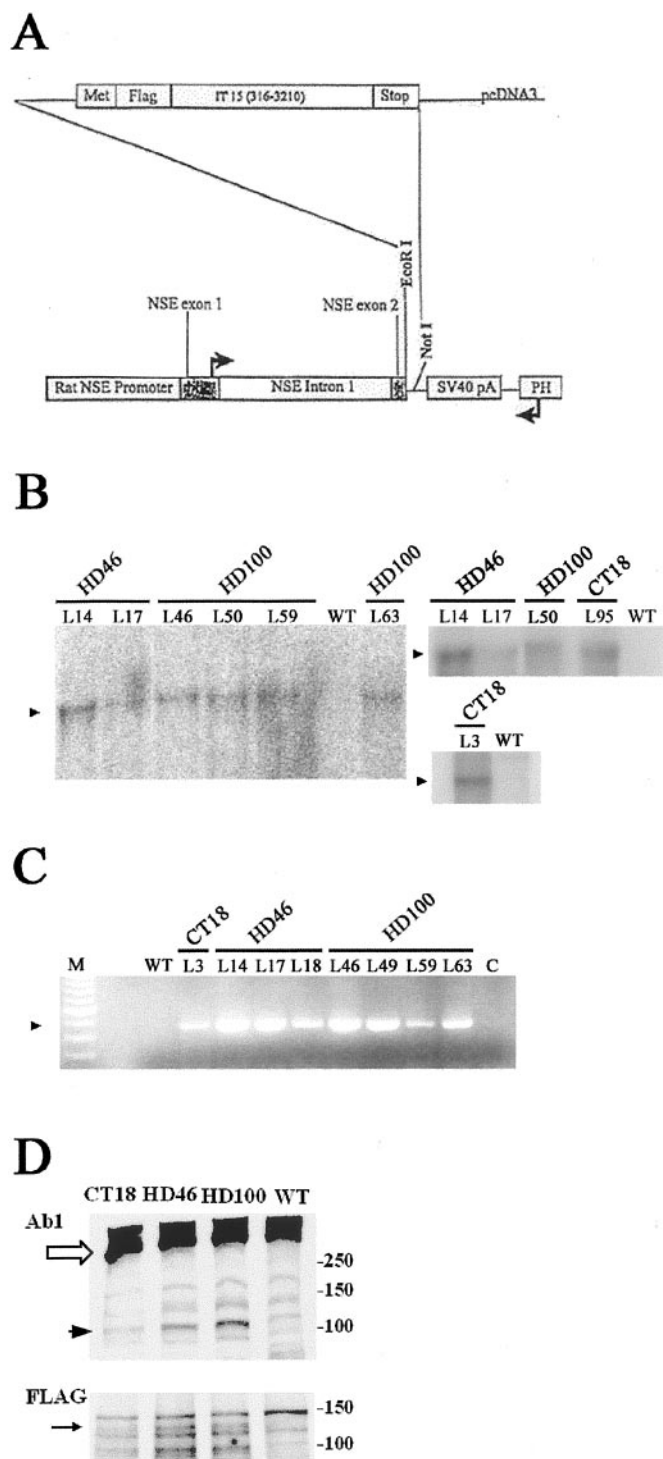 A
Met Flag IT 15 (316-3210) Stop pcDNA3
EcoR I
NSE exon 1 NSE exon 2
Not I
Rat NSE Promoter NSE Intron 1 SV40 pA PH
B
HD46 HD100 HD100
L14 L17 L46 L50 L59 WT L63
HD46 HD100 CT18
L14 L17 L50 L95 WT
CT18
L3 WT
C
CT18 HD46 HD100
M WT L3 L14 L17 L18 L46 L49 L59 L63 C
D
CT18 HD46 HD100 WT
Ab1
-250
-150
-100
FLAG
-150
-100